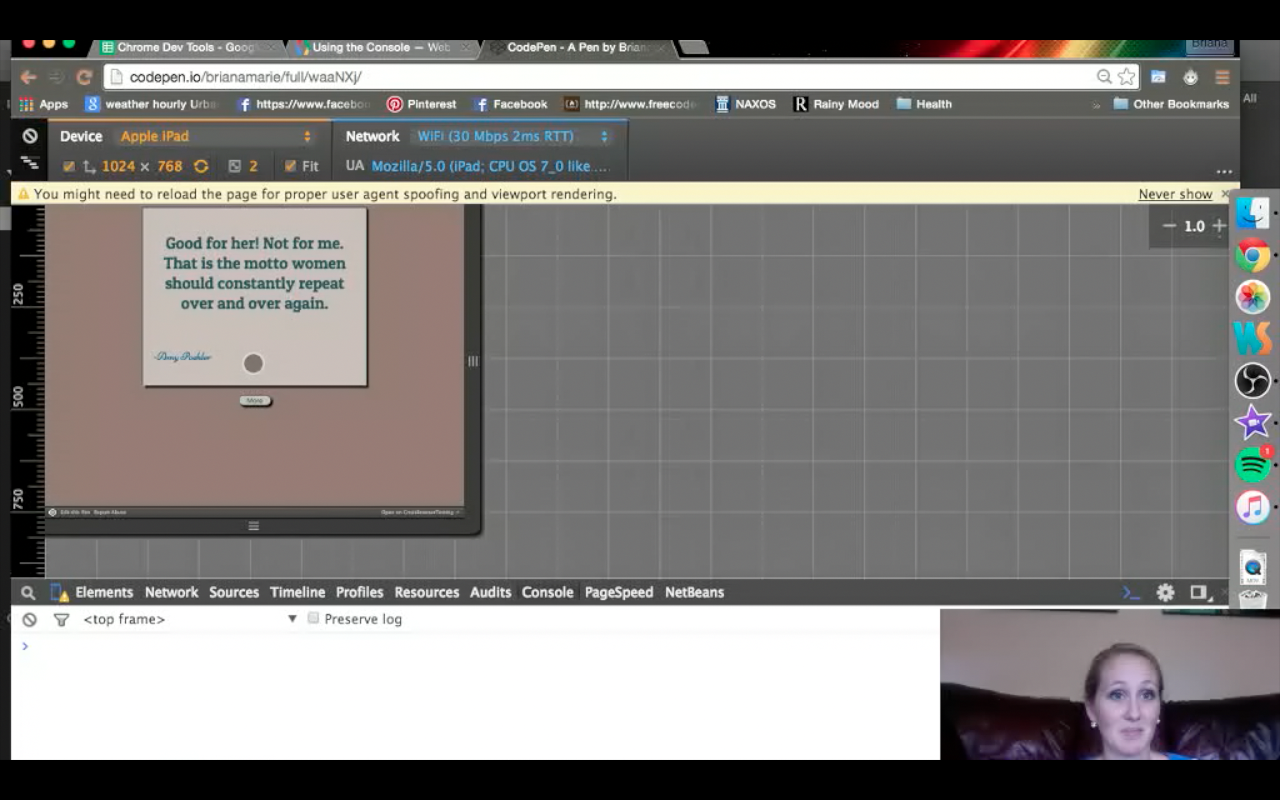 Chrome Dev Tools - Goog
Using the Console — Web
CodePen - A Pen by Brian
Briana
codepen.io/brianamarie/full/waaNXj/
Apps
weather hourly Urba
https://www.facebo
Pinterest
Facebook
http://www.freecode
NAXOS
Rainy Mood
Health
»
Other Bookmarks
All
Device Apple iPad
Network WiFi (30 Mbps 2ms RTT)
1024 × 768 2 Fit
UA Mozilla/5.0 (iPad; CPU OS 7_0 like ...
You might need to reload the page for proper user agent spoofing and viewport rendering.
Never show ×
− 1.0 +
Good for her! Not for me.
That is the motto women
should constantly repeat
over and over again.
-Amy Poehler
More
250
500
750
Elements Network Sources Timeline Profiles Resources Audits Console PageSpeed NetBeans
<top frame> ▼ Preserve log
>
1